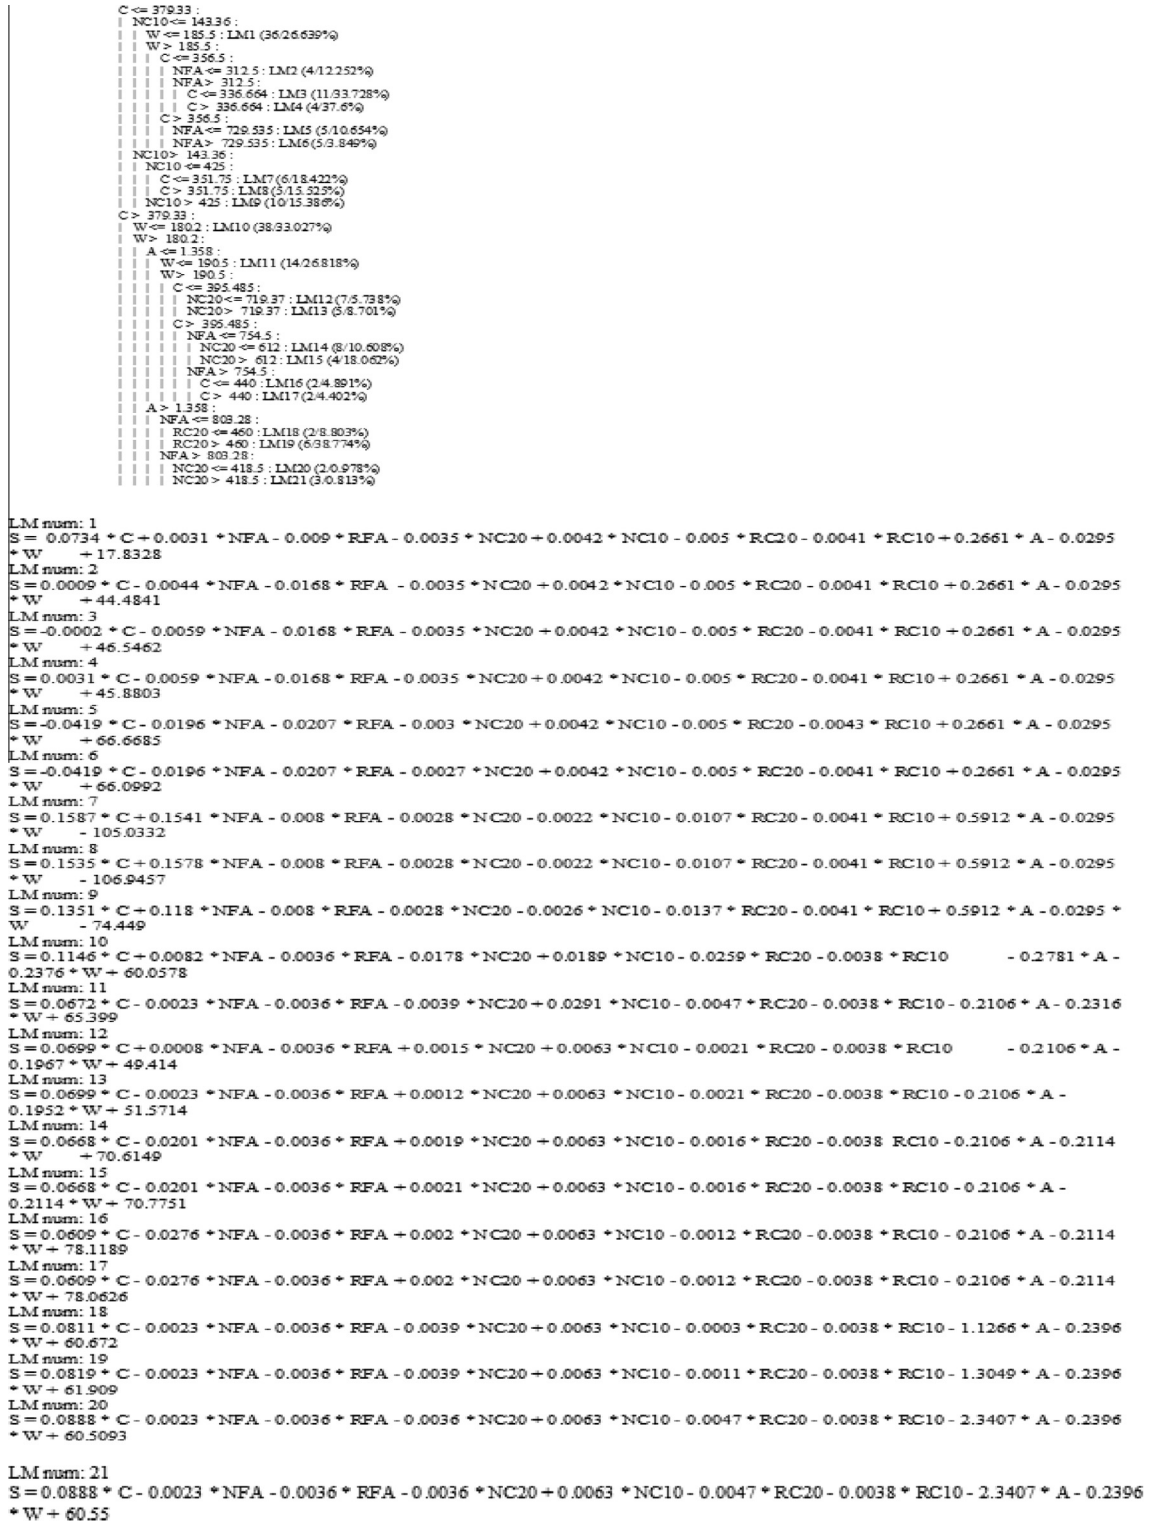 C <= 379.33 :
| NC10 <= 143.36 :
| | W <= 185.5 : LM1 (36/26.639%)
| | W > 185.5 :
| | | C <= 356.5 :
| | | | NFA <= 312.5 : LM2 (4/12.252%)
| | | | NFA > 312.5 :
| | | | | C <= 336.664 : LM3 (11/33.728%)
| | | | | C > 336.664 : LM4 (4/37.6%)
| | | C > 356.5 :
| | | | NFA <= 729.535 : LM5 (5/10.654%)
| | | | NFA > 729.535 : LM6 (5/3.849%)
| NC10 > 143.36 :
| | NC10 <= 425 :
| | | C <= 351.75 : LM7 (6/18.422%)
| | | C > 351.75 : LM8 (5/15.525%)
| | NC10 > 425 : LM9 (10/15.386%)
C > 379.33 :
| W <= 180.2 : LM10 (38/33.027%)
| W > 180.2 :
| | A <= 1.358 :
| | | W <= 190.5 : LM11 (14/26.818%)
| | | W > 190.5 :
| | | | C <= 395.485 :
| | | | | NC20 <= 719.37 : LM12 (7/5.738%)
| | | | | NC20 > 719.37 : LM13 (5/8.701%)
| | | | C > 395.485 :
| | | | | NFA <= 754.5 :
| | | | | | NC20 <= 612 : LM14 (8/10.608%)
| | | | | | NC20 > 612 : LM15 (4/18.062%)
| | | | | NFA > 754.5 :
| | | | | | C <= 440 : LM16 (2/4.891%)
| | | | | | C > 440 : LM17 (2/4.402%)
| | A > 1.358 :
| | | NFA <= 803.28 :
| | | | RC20 <= 460 : LM18 (2/8.803%)
| | | | RC20 > 460 : LM19 (6/38.774%)
| | | NFA > 803.28 :
| | | | NC20 <= 418.5 : LM20 (2/0.978%)
| | | | NC20 > 418.5 : LM21 (3/0.813%)
LM num: 1
S = 0.0734 * C + 0.0031 * NFA - 0.009 * RFA - 0.0035 * NC20 + 0.0042 * NC10 - 0.005 * RC20 - 0.0041 * RC10 + 0.2661 * A - 0.0295
* W + 17.8328
LM num: 2
S = 0.0009 * C - 0.0044 * NFA - 0.0168 * RFA - 0.0035 * NC20 + 0.0042 * NC10 - 0.005 * RC20 - 0.0041 * RC10 + 0.2661 * A - 0.0295
* W + 44.4841
LM num: 3
S = -0.0002 * C - 0.0059 * NFA - 0.0168 * RFA - 0.0035 * NC20 + 0.0042 * NC10 - 0.005 * RC20 - 0.0041 * RC10 + 0.2661 * A - 0.0295
* W + 46.5462
LM num: 4
S = 0.0031 * C - 0.0059 * NFA - 0.0168 * RFA - 0.0035 * NC20 + 0.0042 * NC10 - 0.005 * RC20 - 0.0041 * RC10 + 0.2661 * A - 0.0295
* W + 45.8803
LM num: 5
S = -0.0419 * C - 0.0196 * NFA - 0.0207 * RFA - 0.003 * NC20 + 0.0042 * NC10 - 0.005 * RC20 - 0.0043 * RC10 + 0.2661 * A - 0.0295
* W + 66.6685
LM num: 6
S = -0.0419 * C - 0.0196 * NFA - 0.0207 * RFA - 0.0027 * NC20 + 0.0042 * NC10 - 0.005 * RC20 - 0.0041 * RC10 + 0.2661 * A - 0.0295
* W + 66.0992
LM num: 7
S = 0.1587 * C + 0.1541 * NFA - 0.008 * RFA - 0.0028 * NC20 - 0.0022 * NC10 - 0.0107 * RC20 - 0.0041 * RC10 + 0.5912 * A - 0.0295
* W - 105.0332
LM num: 8
S = 0.1535 * C + 0.1578 * NFA - 0.008 * RFA - 0.0028 * NC20 - 0.0022 * NC10 - 0.0107 * RC20 - 0.0041 * RC10 + 0.5912 * A - 0.0295
* W - 106.9457
LM num: 9
S = 0.1351 * C + 0.118 * NFA - 0.008 * RFA - 0.0028 * NC20 - 0.0026 * NC10 - 0.0137 * RC20 - 0.0041 * RC10 + 0.5912 * A - 0.0295 *
W - 74.449
LM num: 10
S = 0.1146 * C + 0.0082 * NFA - 0.0036 * RFA - 0.0178 * NC20 + 0.0189 * NC10 - 0.0259 * RC20 - 0.0038 * RC10 - 0.2781 * A -
0.2376 * W + 60.0578
LM num: 11
S = 0.0672 * C - 0.0023 * NFA - 0.0036 * RFA - 0.0039 * NC20 + 0.0291 * NC10 - 0.0047 * RC20 - 0.0038 * RC10 - 0.2106 * A - 0.2316
* W + 65.399
LM num: 12
S = 0.0699 * C + 0.0008 * NFA - 0.0036 * RFA + 0.0015 * NC20 + 0.0063 * NC10 - 0.0021 * RC20 - 0.0038 * RC10 - 0.2106 * A -
0.1967 * W + 49.414
LM num: 13
S = 0.0699 * C - 0.0023 * NFA - 0.0036 * RFA + 0.0012 * NC20 + 0.0063 * NC10 - 0.0021 * RC20 - 0.0038 * RC10 - 0.2106 * A -
0.1952 * W + 51.5714
LM num: 14
S = 0.0668 * C - 0.0201 * NFA - 0.0036 * RFA + 0.0019 * NC20 + 0.0063 * NC10 - 0.0016 * RC20 - 0.0038 RC10 - 0.2106 * A - 0.2114
* W + 70.6149
LM num: 15
S = 0.0668 * C - 0.0201 * NFA - 0.0036 * RFA + 0.0021 * NC20 + 0.0063 * NC10 - 0.0016 * RC20 - 0.0038 * RC10 - 0.2106 * A -
0.2114 * W + 70.7751
LM num: 16
S = 0.0609 * C - 0.0276 * NFA - 0.0036 * RFA + 0.002 * NC20 + 0.0063 * NC10 - 0.0012 * RC20 - 0.0038 * RC10 - 0.2106 * A - 0.2114
* W + 78.1189
LM num: 17
S = 0.0609 * C - 0.0276 * NFA - 0.0036 * RFA + 0.002 * NC20 + 0.0063 * NC10 - 0.0012 * RC20 - 0.0038 * RC10 - 0.2106 * A - 0.2114
* W + 78.0626
LM num: 18
S = 0.0811 * C - 0.0023 * NFA - 0.0036 * RFA - 0.0039 * NC20 + 0.0063 * NC10 - 0.0003 * RC20 - 0.0038 * RC10 - 1.1266 * A - 0.2396
* W + 60.672
LM num: 19
S = 0.0819 * C - 0.0023 * NFA - 0.0036 * RFA - 0.0039 * NC20 + 0.0063 * NC10 - 0.0011 * RC20 - 0.0038 * RC10 - 1.3049 * A - 0.2396
* W + 61.909
LM num: 20
S = 0.0888 * C - 0.0023 * NFA - 0.0036 * RFA - 0.0036 * NC20 + 0.0063 * NC10 - 0.0047 * RC20 - 0.0038 * RC10 - 2.3407 * A - 0.2396
* W + 60.5093
LM num: 21
S = 0.0888 * C - 0.0023 * NFA - 0.0036 * RFA - 0.0036 * NC20 + 0.0063 * NC10 - 0.0047 * RC20 - 0.0038 * RC10 - 2.3407 * A - 0.2396
* W + 60.55